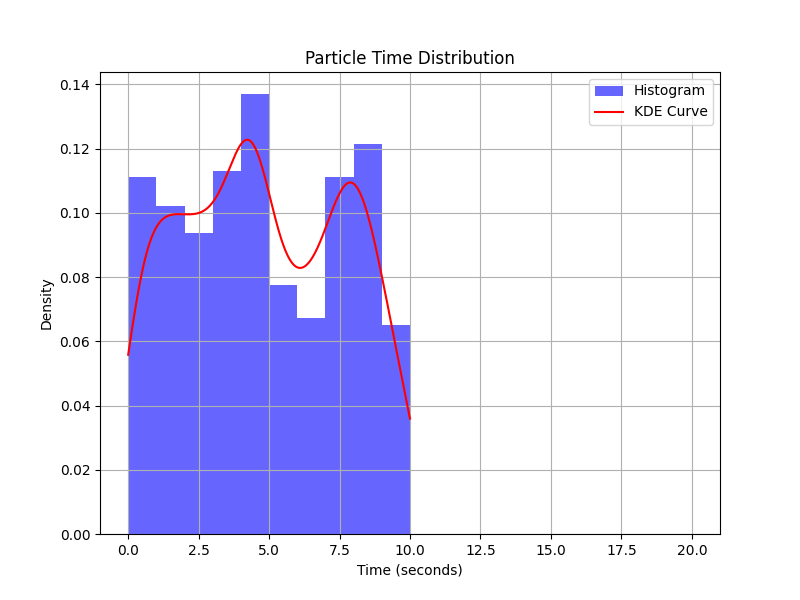 Particle Time Distribution
Histogram
KDE Curve
0.14
0.12
0.10
0.08
0.06
0.04
0.02
0.00
Density
0.0 2.5 5.0 7.5 10.0 12.5 15.0 17.5 20.0
Time (seconds)